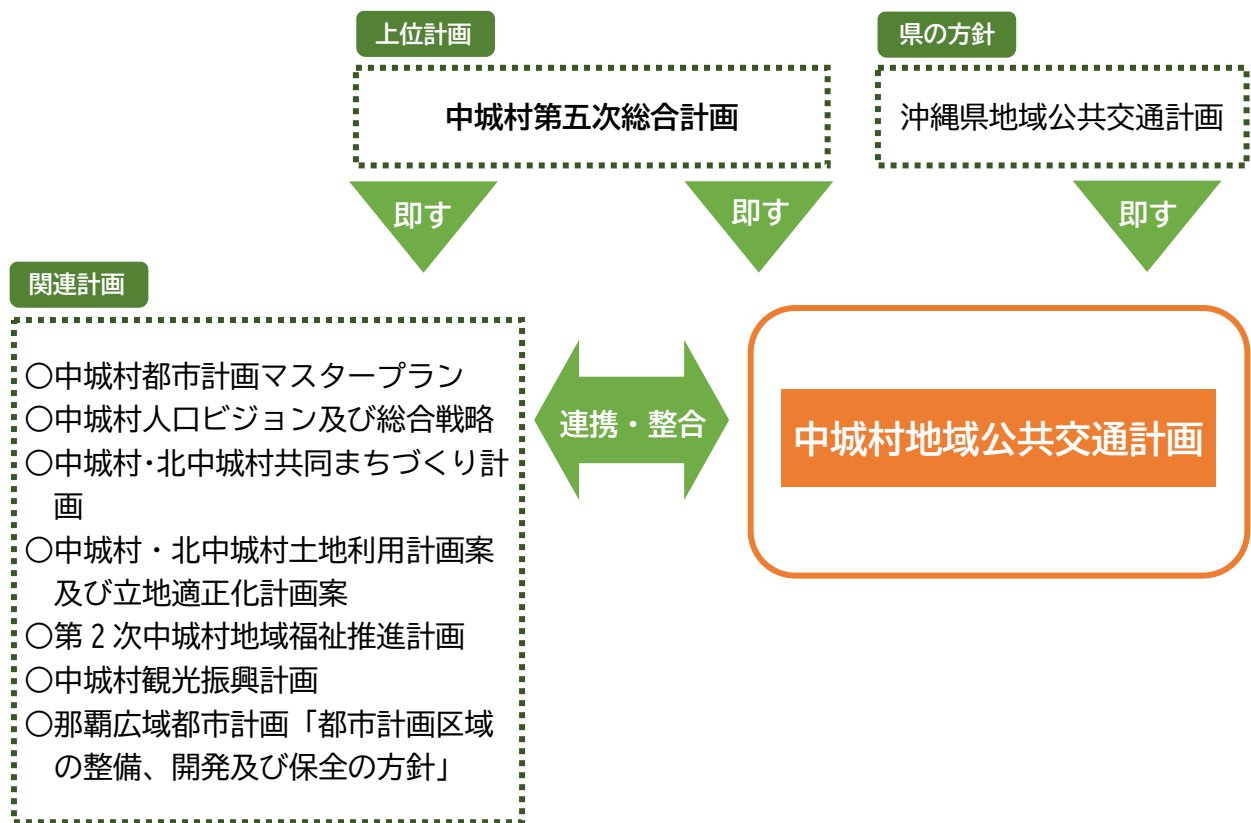 上位計画
県の方針
中城村第五次総合計画
沖縄県地域公共交通計画
即す
即す
即す
関連計画
○中城村都市計画マスタープラン
○中城村人口ビジョン及び総合戦略
○中城村･北中城村共同まちづくり計
画
○中城村・北中城村土地利用計画案
及び立地適正化計画案
○第2次中城村地域福祉推進計画
○中城村観光振興計画
○那覇広域都市計画「都市計画区域
の整備、開発及び保全の方針」
連携・整合
中城村地域公共交通計画